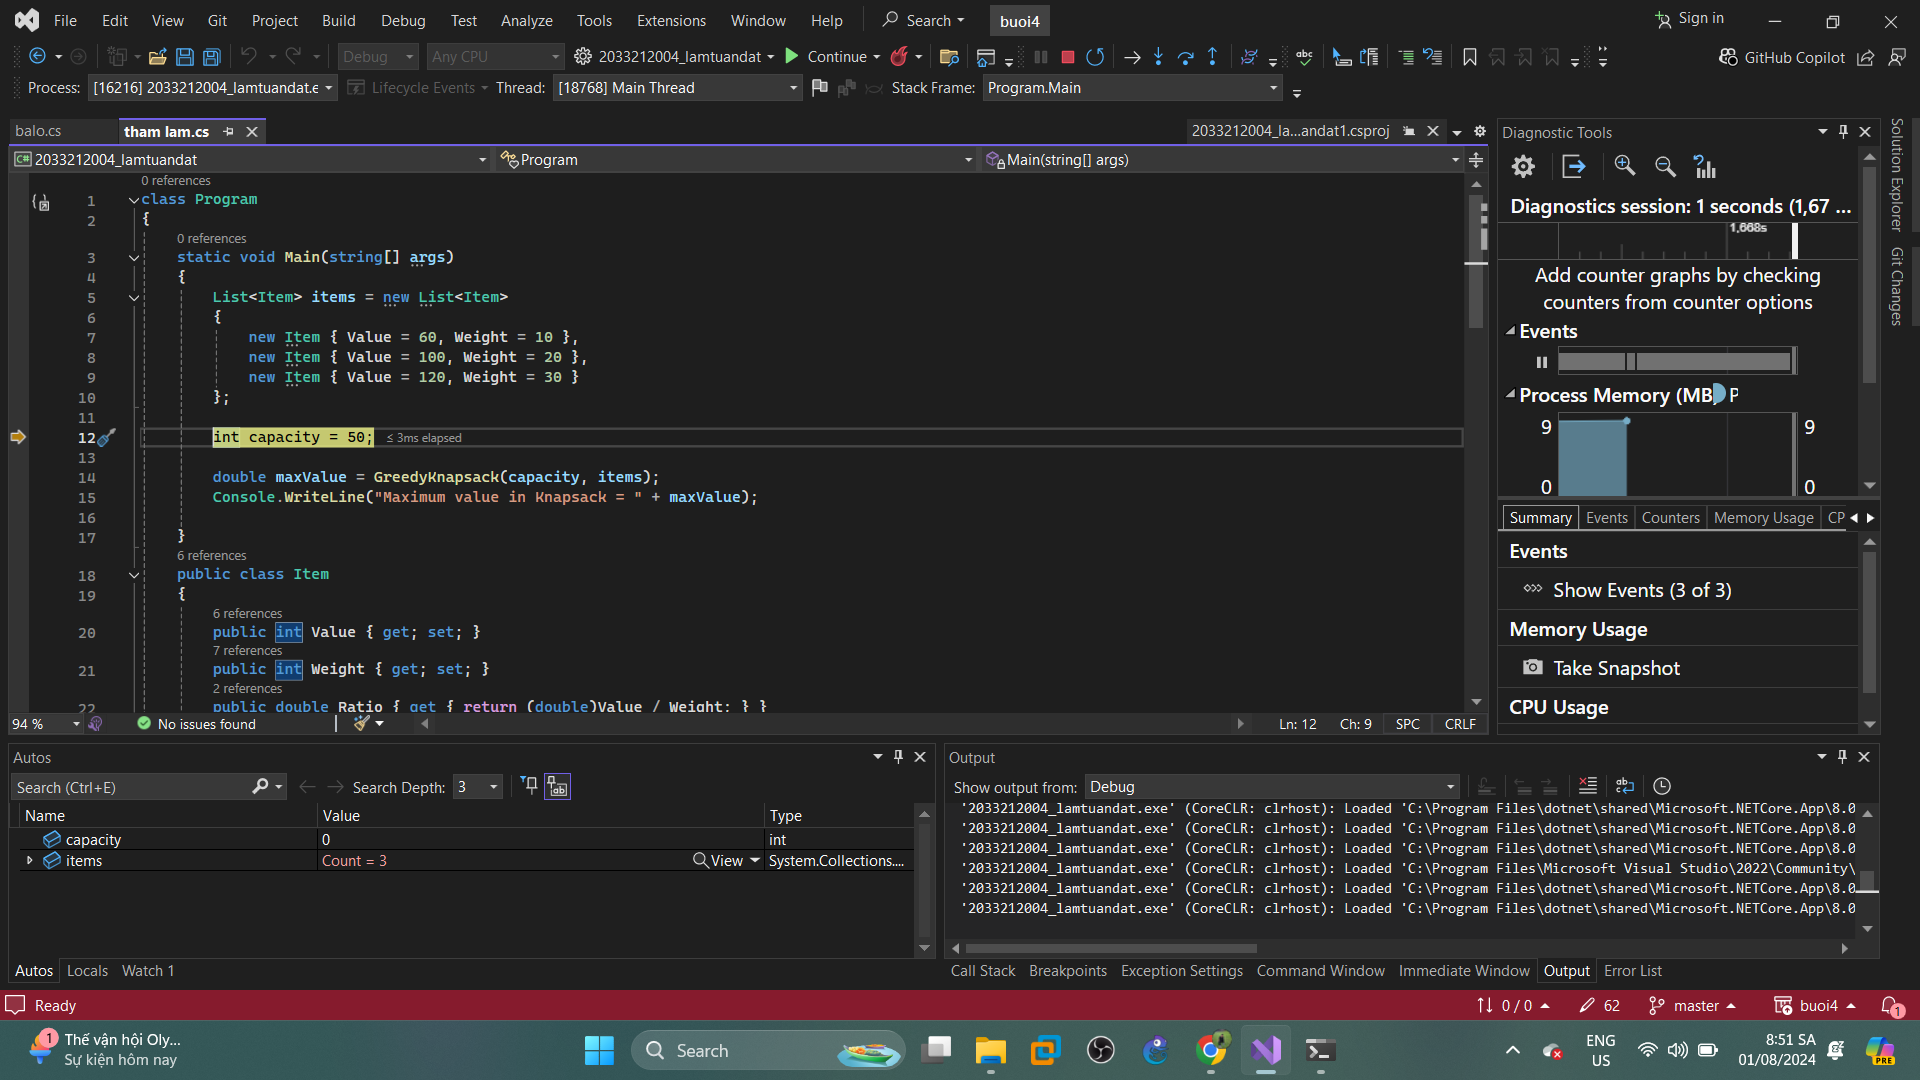 File Edit View Git Project Build Debug Test Analyze Tools Extensions Window Help Search buoi4 Sign in
Debug Any CPU 2033212004_lamtuandat Continue GitHub Copilot
Process: [16216] 2033212004_lamtuandat.e Lifecycle Events Thread: [18768] Main Thread Stack Frame: Program.Main
balo.cs tham lam.cs 2033212004_la...andat1.csproj
2033212004_lamtuandat Program Main(string[] args)
0 references
1 class Program
2 {
0 references
3 static void Main(string[] args)
4 {
5 List<Item> items = new List<Item>
6 {
7 new Item { Value = 60, Weight = 10 },
8 new Item { Value = 100, Weight = 20 },
9 new Item { Value = 120, Weight = 30 }
10 };
11
12 int capacity = 50; ≤ 3ms elapsed
13
14 double maxValue = GreedyKnapsack(capacity, items);
15 Console.WriteLine("Maximum value in Knapsack = " + maxValue);
16
17 }
6 references
18 public class Item
19 {
6 references
20 public int Value { get; set; }
7 references
21 public int Weight { get; set; }
2 references
22 public double Ratio { get { return (double)Value / Weight; } }
94 % No issues found Ln: 12 Ch: 9 SPC CRLF
Diagnostic Tools
Diagnostics session: 1 seconds (1,67 ...
1,668s
Add counter graphs by checking
counters from counter options
Events
Process Memory (MB) P
9 9
0 0
Summary Events Counters Memory Usage CP
Events
Show Events (3 of 3)
Memory Usage
Take Snapshot
CPU Usage
Solution Explorer
Git Changes
Autos
Search (Ctrl+E) Search Depth: 3
Name Value Type
capacity 0 int
items Count = 3 View System.Collections....
Autos Locals Watch 1
Output
Show output from: Debug
'2033212004_lamtuandat.exe' (CoreCLR: clrhost): Loaded 'C:\Program Files\dotnet\shared\Microsoft.NETCore.App\8.0
'2033212004_lamtuandat.exe' (CoreCLR: clrhost): Loaded 'C:\Program Files\dotnet\shared\Microsoft.NETCore.App\8.0
'2033212004_lamtuandat.exe' (CoreCLR: clrhost): Loaded 'C:\Program Files\dotnet\shared\Microsoft.NETCore.App\8.0
'2033212004_lamtuandat.exe' (CoreCLR: clrhost): Loaded 'C:\Program Files\Microsoft Visual Studio\2022\Community\
'2033212004_lamtuandat.exe' (CoreCLR: clrhost): Loaded 'C:\Program Files\dotnet\shared\Microsoft.NETCore.App\8.0
'2033212004_lamtuandat.exe' (CoreCLR: clrhost): Loaded 'C:\Program Files\dotnet\shared\Microsoft.NETCore.App\8.0
Call Stack Breakpoints Exception Settings Command Window Immediate Window Output Error List
Ready 0 / 0 62 master buoi4 1
1 Thế vận hội Oly...
Sự kiện hôm nay
Search
ENG
US
8:51 SA
01/08/2024
PRE